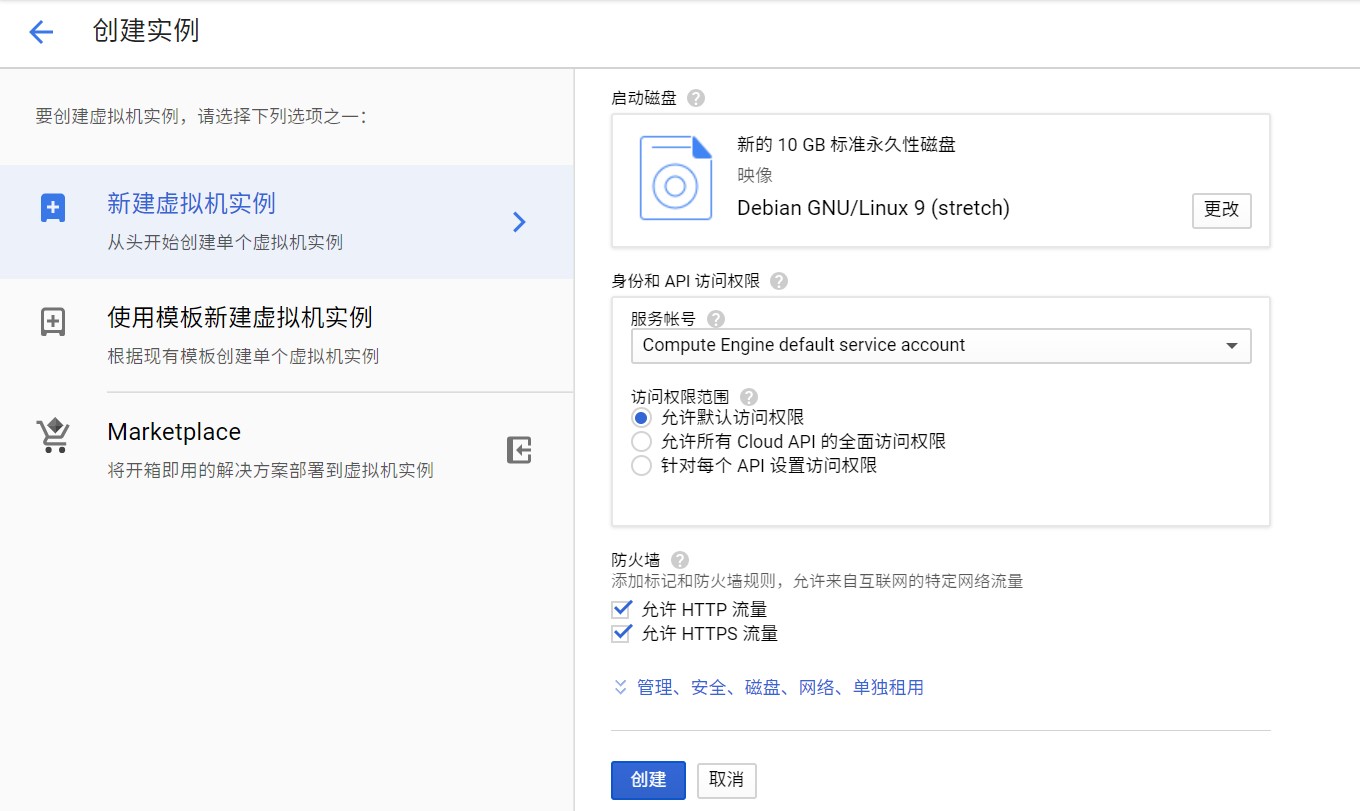 创建实例
要创建虚拟机实例，请选择下列选项之一：
新建虚拟机实例
从头开始创建单个虚拟机实例
使用模板新建虚拟机实例
根据现有模板创建单个虚拟机实例
Marketplace
将开箱即用的解决方案部署到虚拟机实例
启动磁盘
新的 10 GB 标准永久性磁盘
映像
Debian GNU/Linux 9 (stretch)
更改
身份和 API 访问权限
服务帐号
Compute Engine default service account
访问权限范围
允许默认访问权限
允许所有 Cloud API 的全面访问权限
针对每个 API 设置访问权限
防火墙
添加标记和防火墙规则，允许来自互联网的特定网络流量
允许 HTTP 流量
允许 HTTPS 流量
管理、安全、磁盘、网络、单独租用
创建 取消